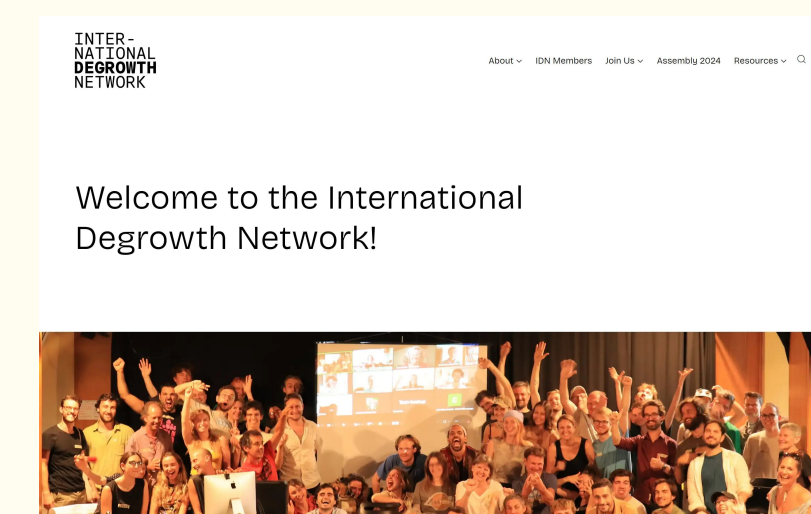 INTER-
NATIONAL
DEGROWTH
NETWORK
About IDN Members Join Us Assembly 2024 Resources
Welcome to the International
Degrowth Network!